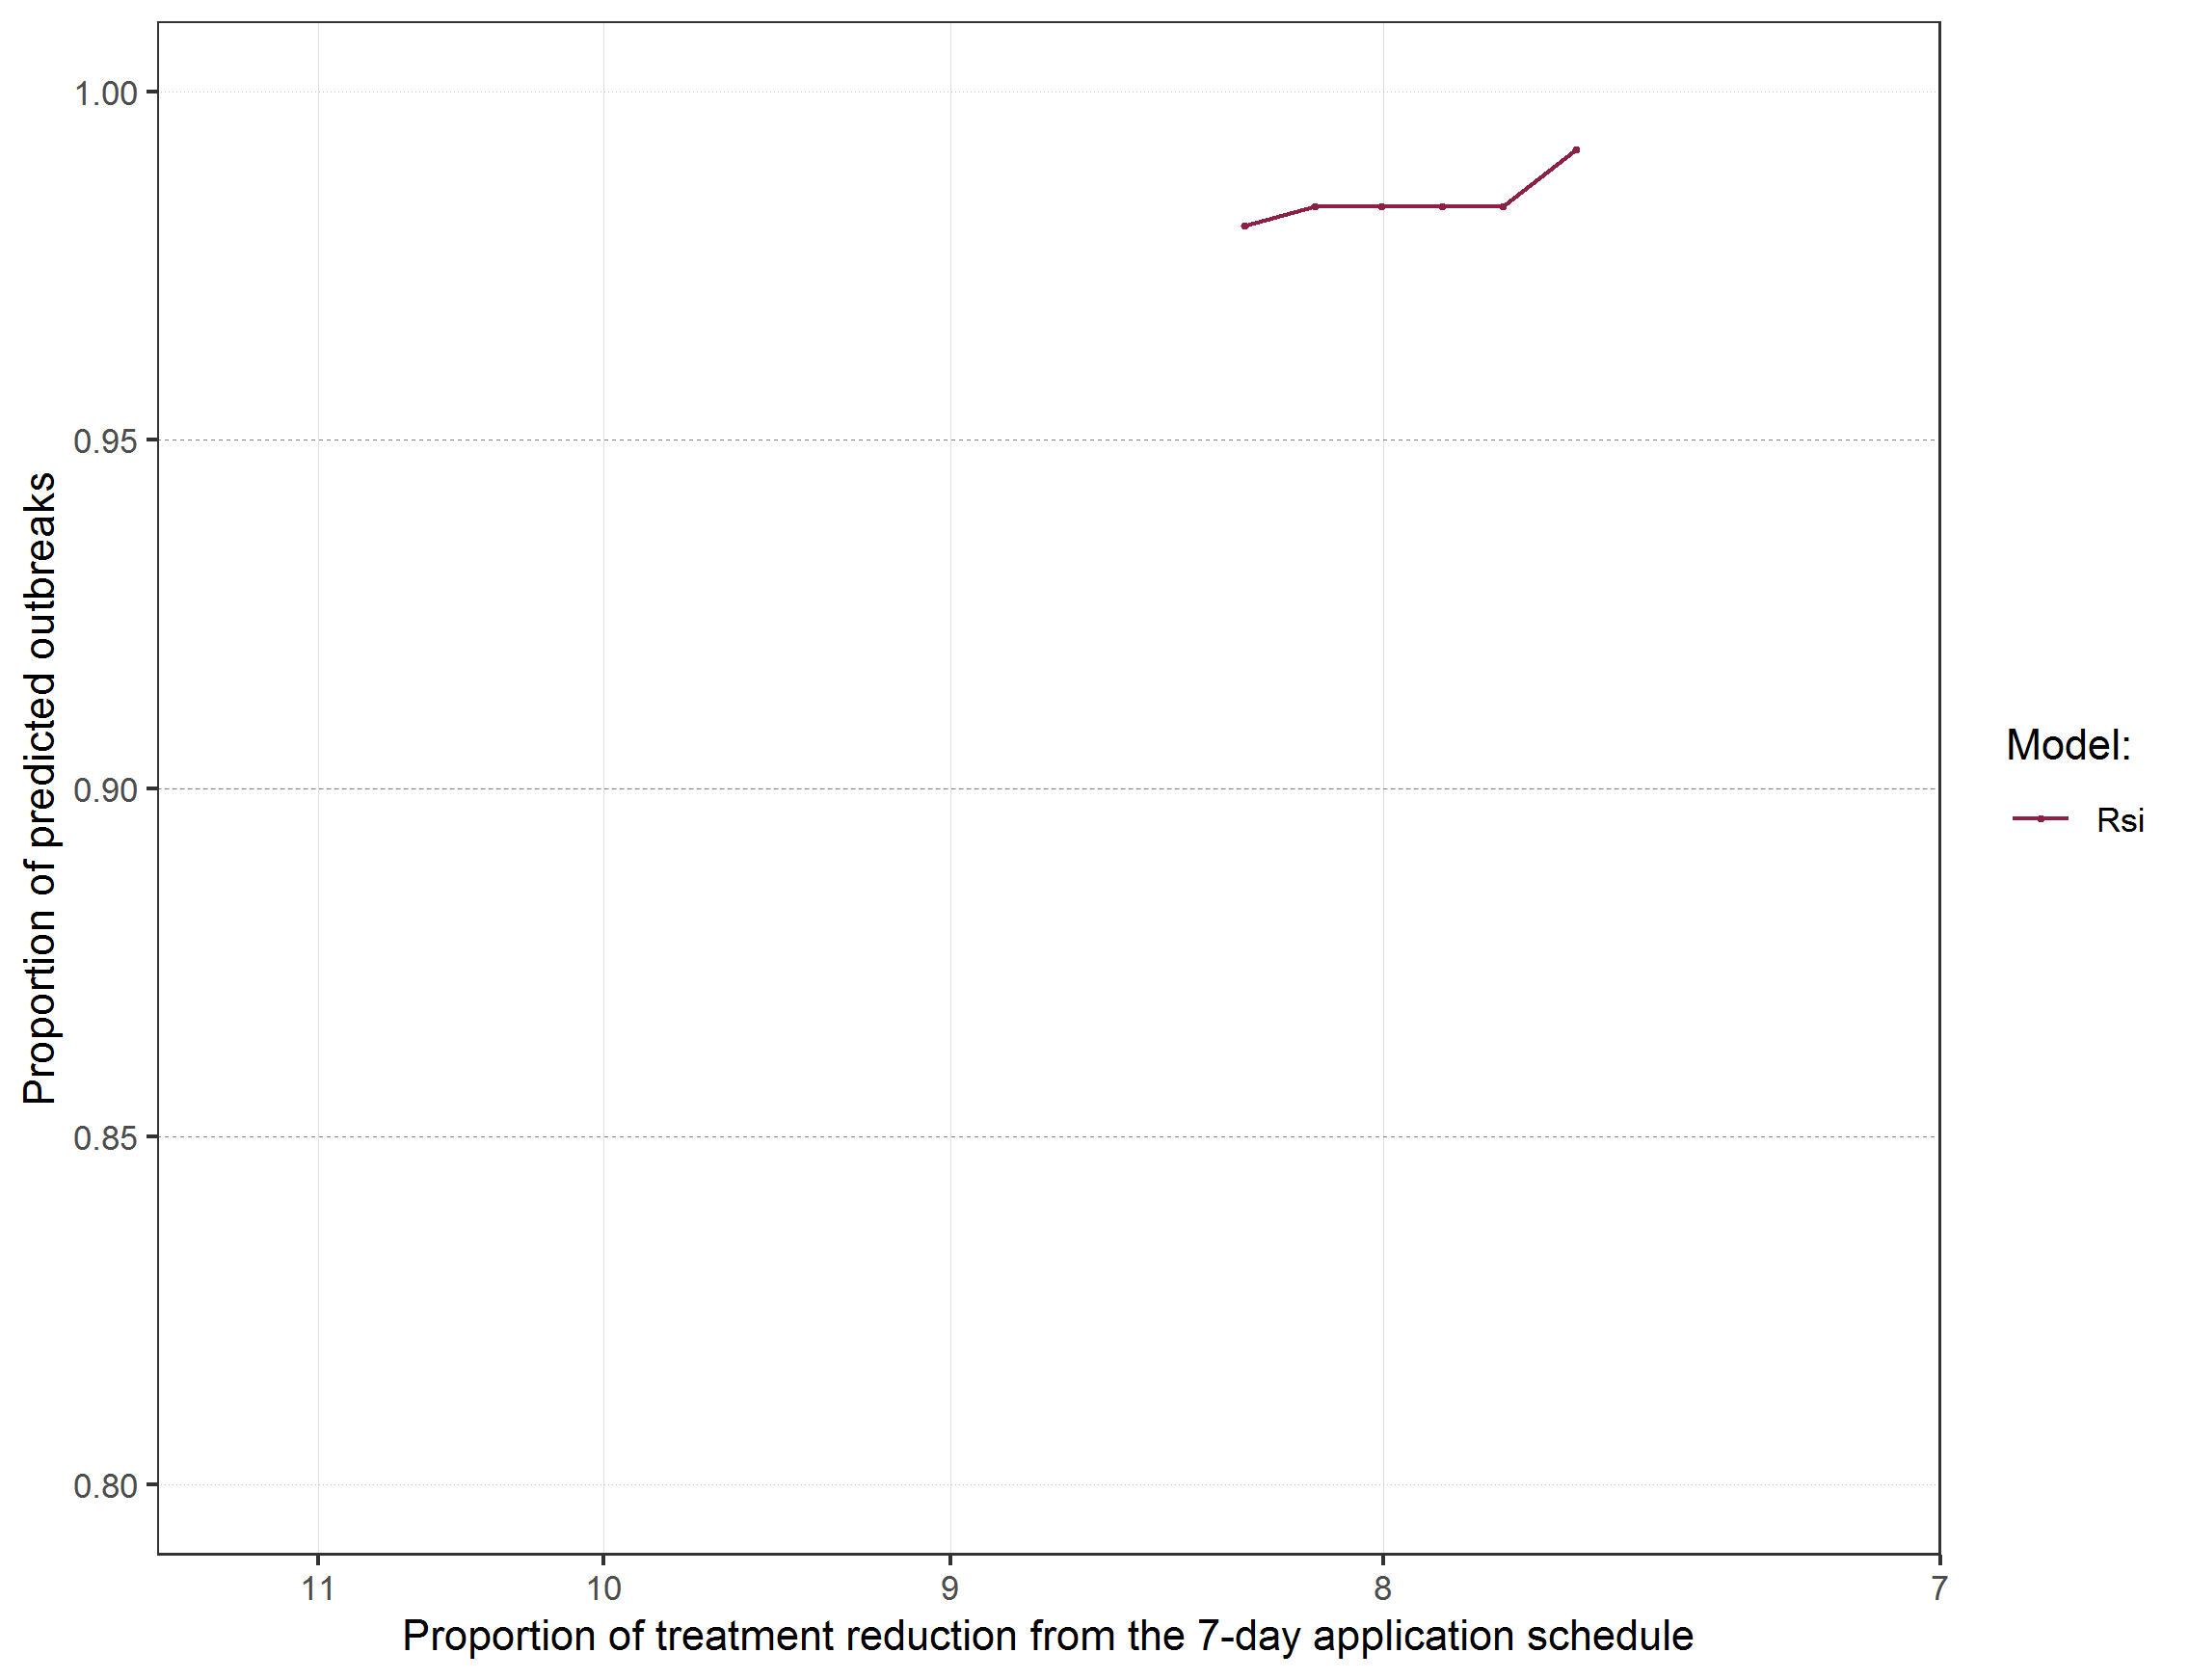 1.00
0.95
0.90
0.85
0.80
Proportion of predicted outbreaks
11 10 9 8 7
Proportion of treatment reduction from the 7-day application schedule
Model:
Rsi